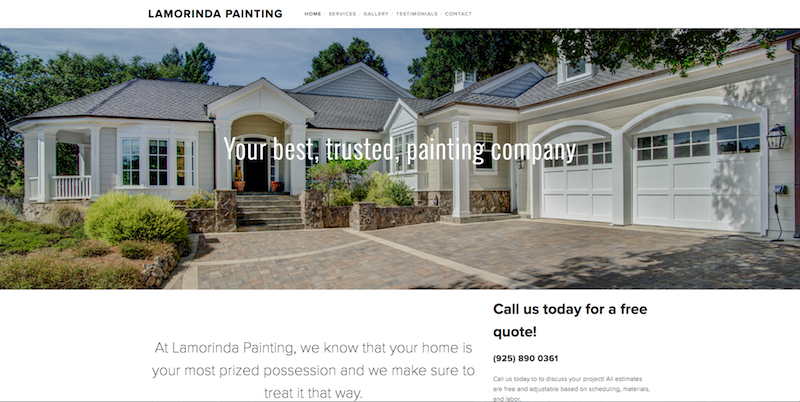 LAMORINDA PAINTING
HOME / SERVICES / GALLERY / TESTIMONIALS / CONTACT
Your best, trusted, painting company
Call us today for a free
quote!
At Lamorinda Painting, we know that your home is
your most prized possession and we make sure to
treat it that way.
(925) 890 0361
Call us today to to discuss your project! All estimates
are free and adjustable based on scheduling, materials,
and labor.